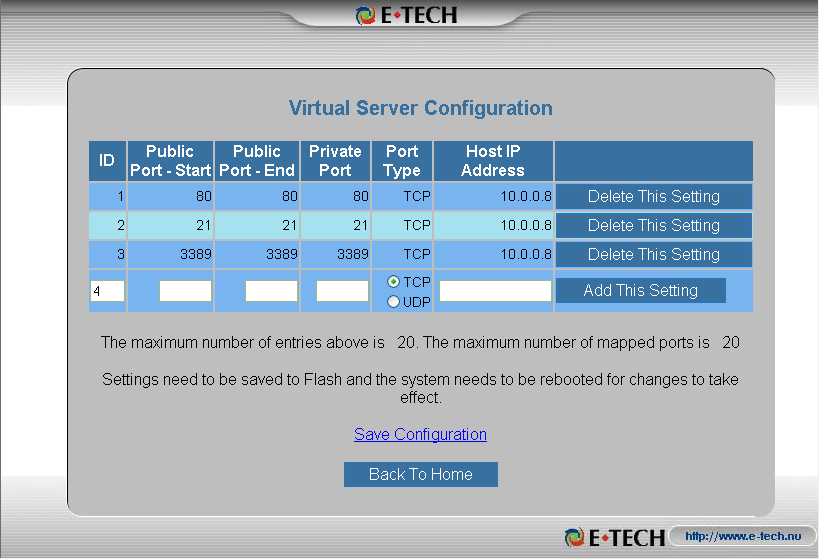 E-TECH
Virtual Server Configuration
ID Public Port - Start Public Port - End Private Port Port Type Host IP Address
1 80 80 80 TCP 10.0.0.8 Delete This Setting
2 21 21 21 TCP 10.0.0.8 Delete This Setting
3 3389 3389 3389 TCP 10.0.0.8 Delete This Setting
4 TCP UDP Add This Setting
The maximum number of entries above is 20. The maximum number of mapped ports is 20
Settings need to be saved to Flash and the system needs to be rebooted for changes to take
effect.
Save Configuration
Back To Home
E-TECH http://www.e-tech.nu